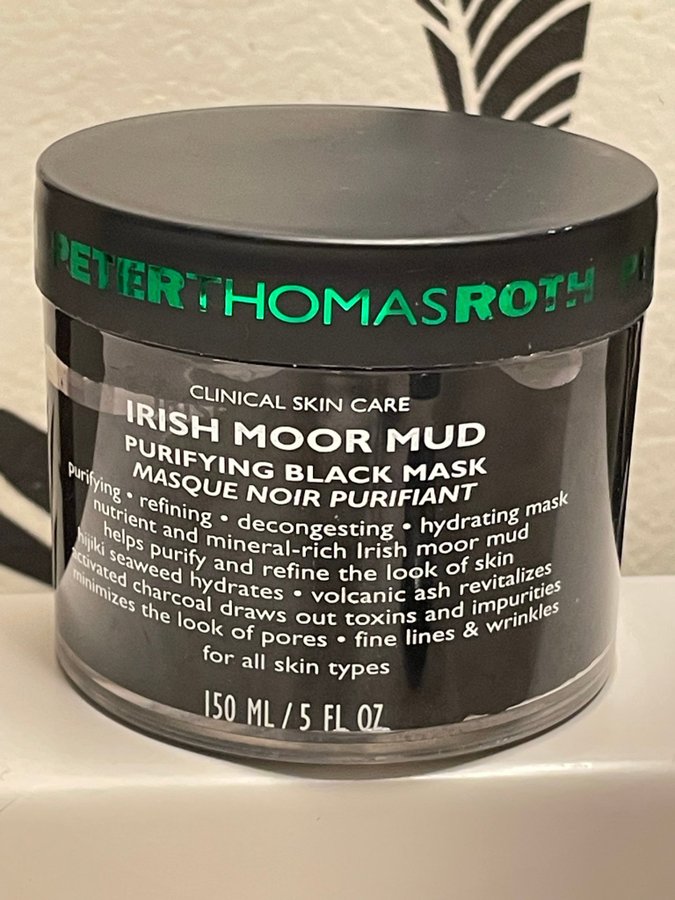 PETERTHOMASROTH
CLINICAL SKIN CARE
IRISH MOOR MUD
PURIFYING BLACK MASK
MASQUE NOIR PURIFIANT
purifying • refining • decongesting • hydrating mask
nutrient and mineral-rich Irish moor mud
helps purify and refine the look of skin
hijiki seaweed hydrates • volcanic ash revitalizes
activated charcoal draws out toxins and impurities
minimizes the look of pores • fine lines & wrinkles
for all skin types
150 ML / 5 FL OZ